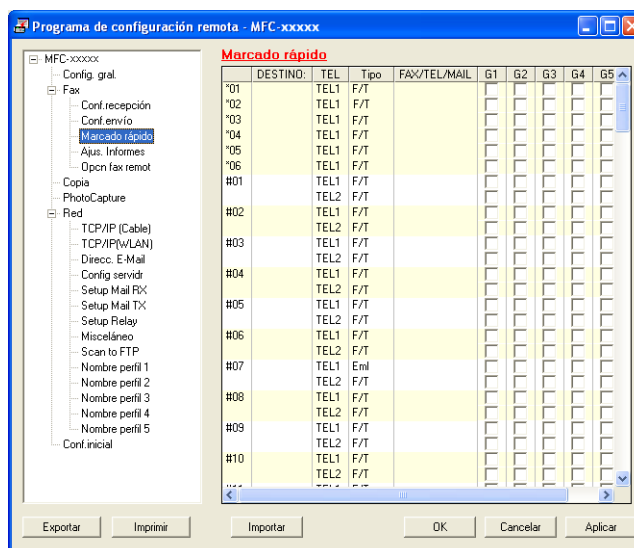 Programa de configuración remota - MFC-xxxxx
MFC-xxxxx
Config. gral.
Fax
Conf.recepción
Conf.envío
Marcado rápido
Ajus. Informes
Opcn fax remot
Copia
PhotoCapture
Red
TCP/IP (Cable)
TCP/IP(WLAN)
Direcc. E-Mail
Config servidr
Setup Mail RX
Setup Mail TX
Setup Relay
Misceláneo
Scan to FTP
Nombre perfil 1
Nombre perfil 2
Nombre perfil 3
Nombre perfil 4
Nombre perfil 5
Conf.inicial
Marcado rápido
DESTINO: TEL Tipo FAX/TEL/MAIL G1 G2 G3 G4 G5
*01 TEL1 F/T
*02 TEL1 F/T
*03 TEL1 F/T
*04 TEL1 F/T
*05 TEL1 F/T
*06 TEL1 F/T
#01 TEL1 F/T
TEL2 F/T
#02 TEL1 F/T
TEL2 F/T
#03 TEL1 F/T
TEL2 F/T
#04 TEL1 F/T
TEL2 F/T
#05 TEL1 F/T
TEL2 F/T
#06 TEL1 F/T
TEL2 F/T
#07 TEL1 Eml
TEL2 F/T
#08 TEL1 F/T
TEL2 F/T
#09 TEL1 F/T
TEL2 F/T
#10 TEL1 F/T
TEL2 F/T
Exportar Imprimir Importar OK Cancelar Aplicar